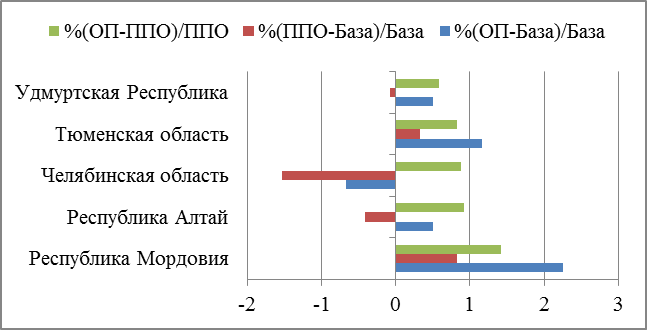 %(ОП-ППО)/ППО %(ППО-База)/База %(ОП-База)/База
Удмуртская Республика
Тюменская область
Челябинская область
Республика Алтай
Республика Мордовия
-2 -1 0 1 2 3